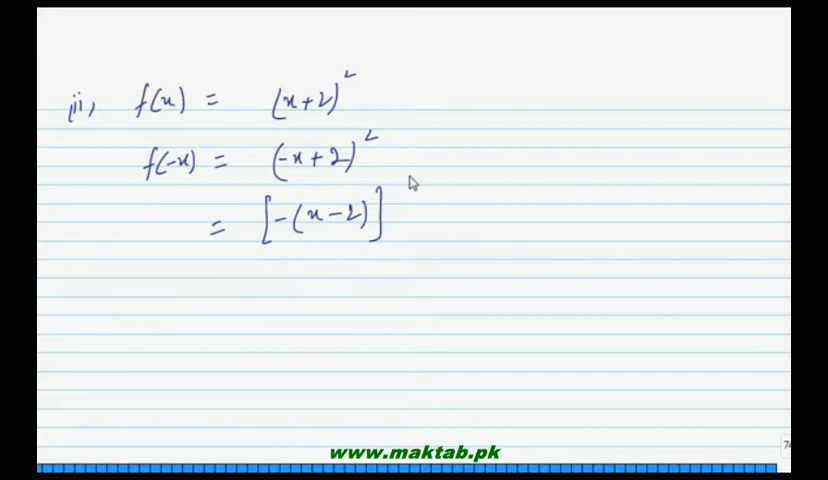 iii, f(x) = (x+2)²
f(-x) = (-x+2)²
= [-(x-2)]
www.maktab.pk